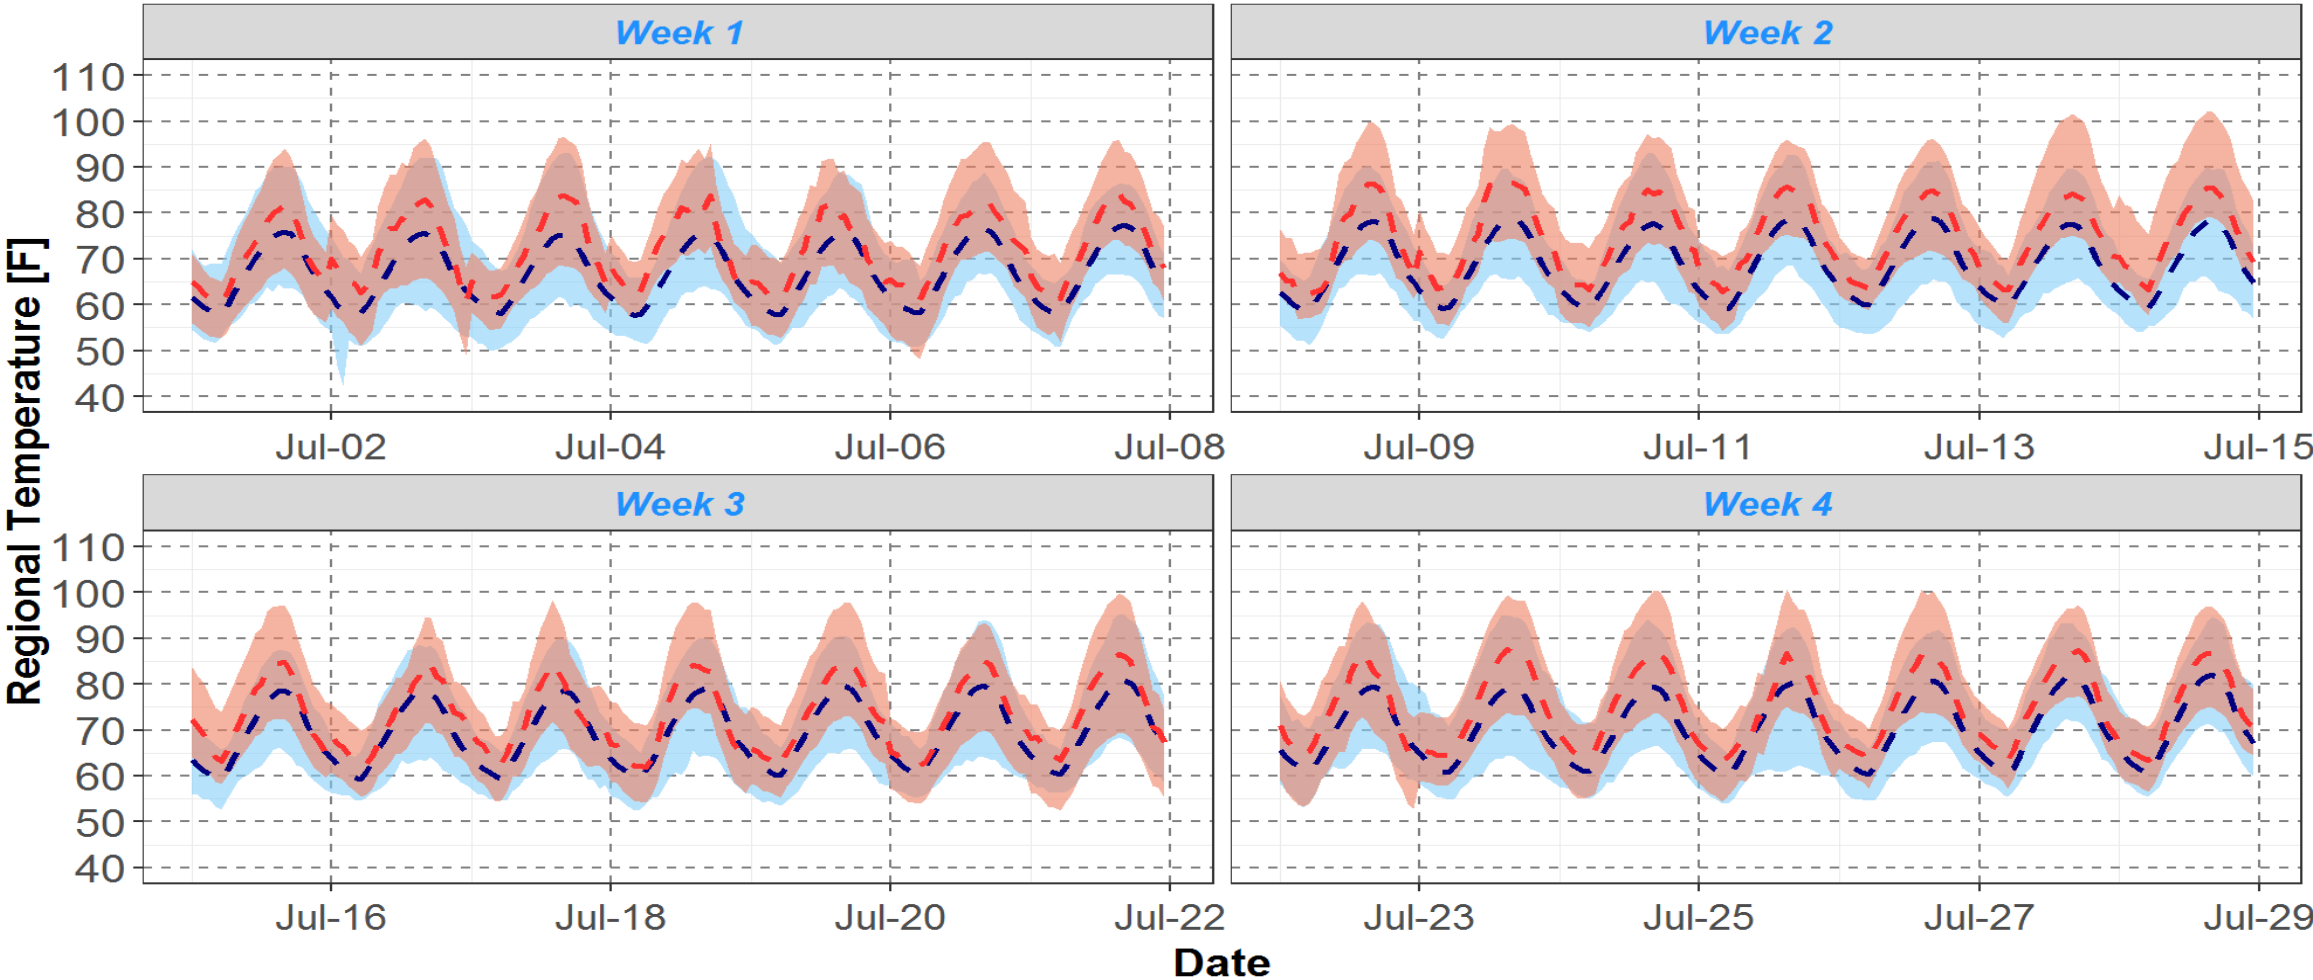 Week 1
Week 2
110
100
90
80
70
60
50
40
Jul-02 Jul-04 Jul-06 Jul-08
Jul-09 Jul-11 Jul-13 Jul-15
Regional Temperature [F]
Week 3
Week 4
110
100
90
80
70
60
50
40
Jul-16 Jul-18 Jul-20 Jul-22
Jul-23 Jul-25 Jul-27 Jul-29
Date